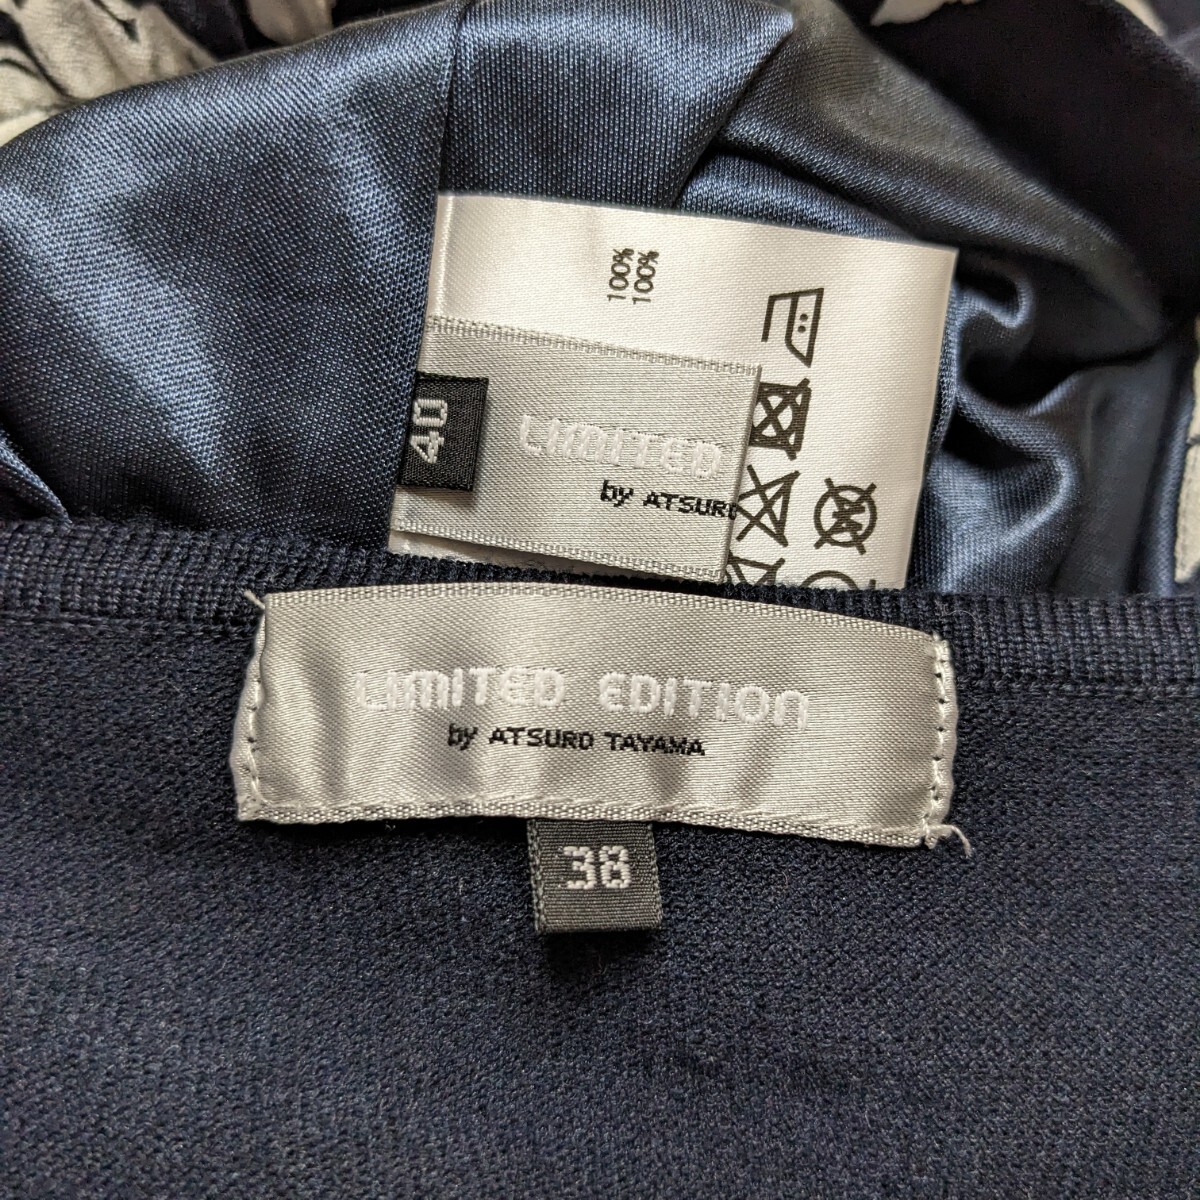 100%
100%
40
LIMITED
by ATSURO
LIMITED EDITION
by ATSURO TAYAMA
38